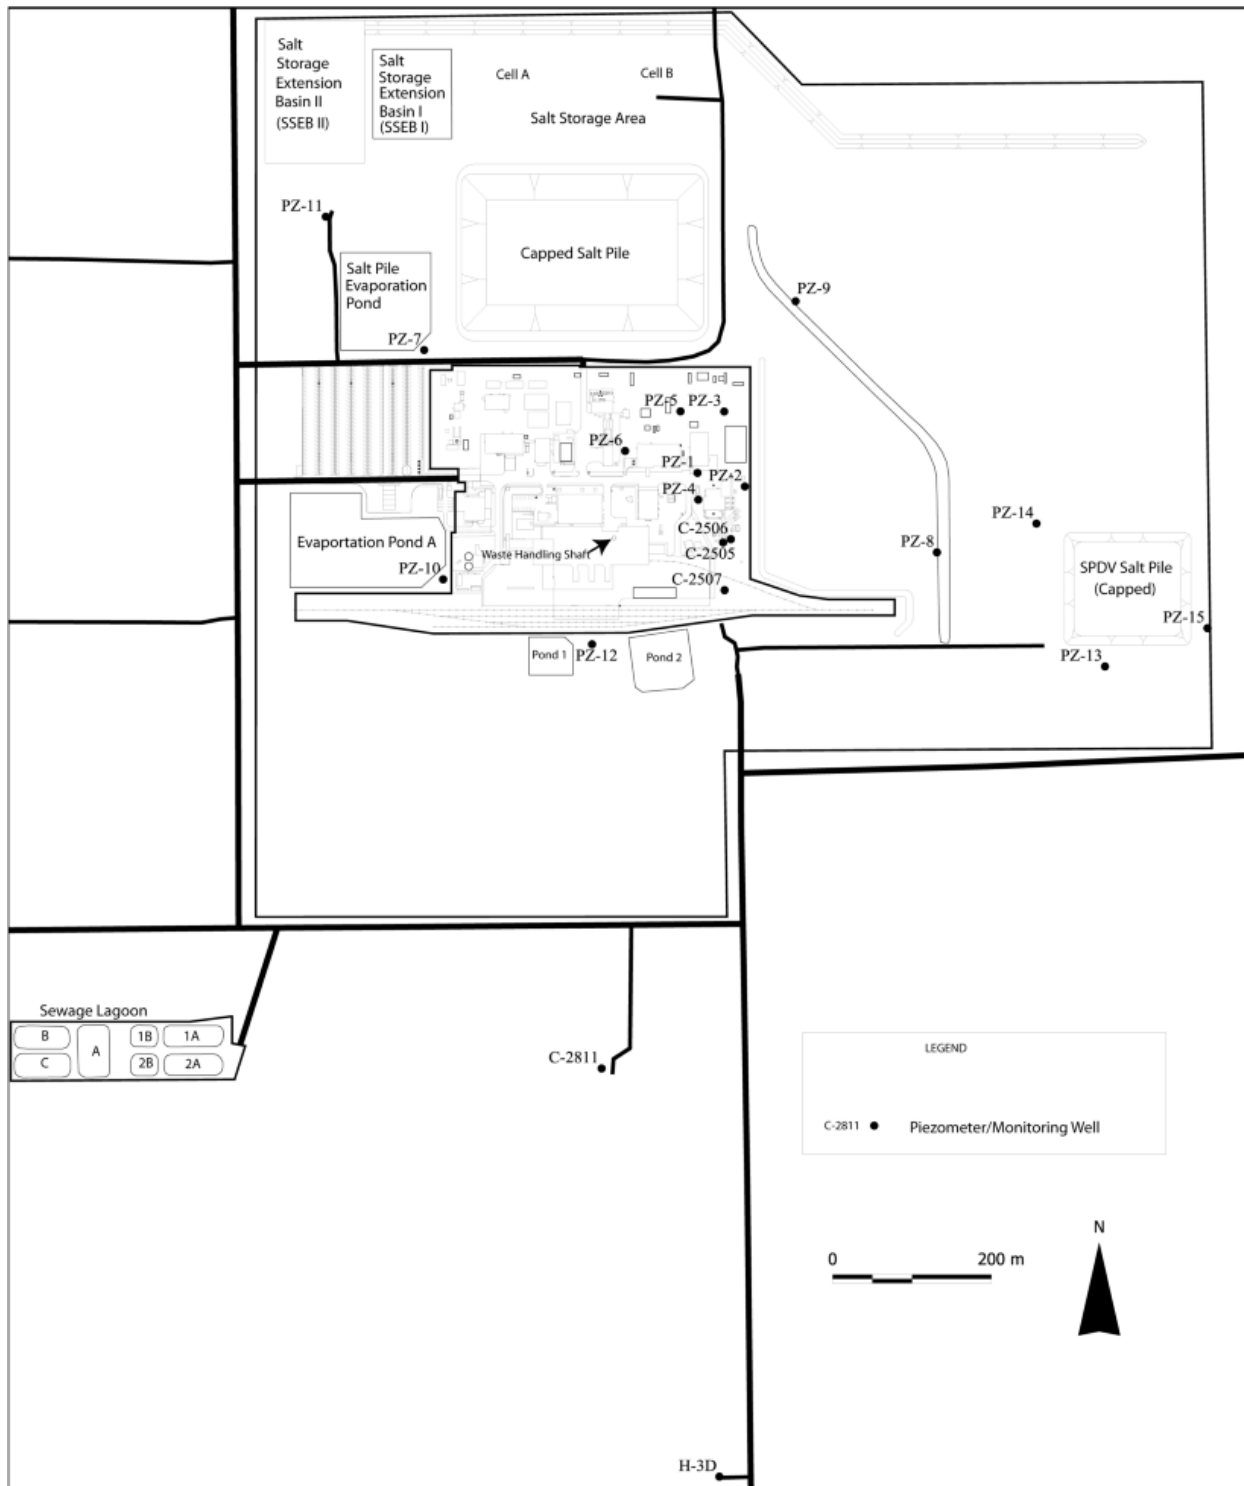 Salt
Storage
Extension
Basin II
(SSEB II)
Salt
Storage
Extension
Basin I
(SSEB I)
Cell A
Cell B
Salt Storage Area
PZ-11
Capped Salt Pile
Salt Pile
Evaporation
Pond
PZ-9
PZ-7
PZ-5
PZ-3
PZ-6
PZ-1
PZ-2
PZ-4
PZ-14
C-2506
Evaportation Pond A
Waste Handling Shaft
C-2505
PZ-8
SPDV Salt Pile
(Capped)
PZ-10
C-2507
PZ-15
Pond 1
PZ-12
Pond 2
PZ-13
Sewage Lagoon
B
A
1B
1A
C
2B
2A
C-2811
LEGEND
C-2811
Piezometer/Monitoring Well
N
0
200 m
H-3D